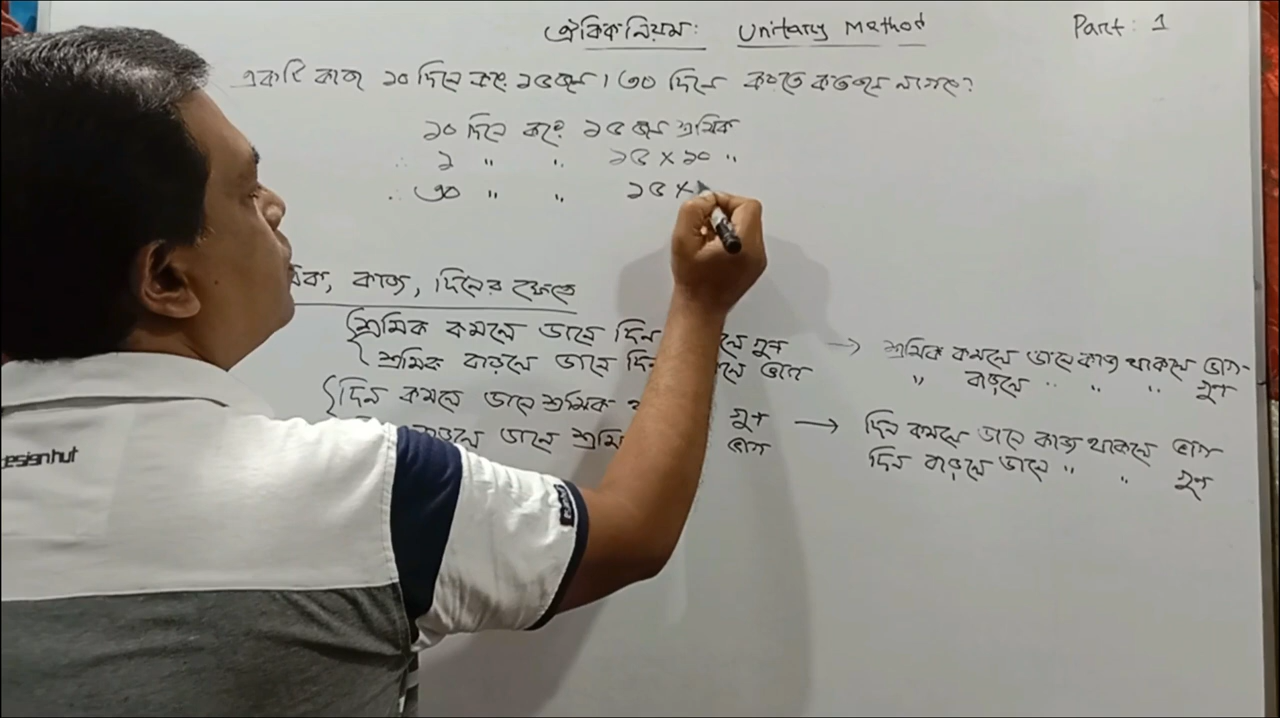 ঐকিক নিয়ম: Unitary Method Part: 1
একটি কাজ ১০ দিনে করে ১৫ জন। ৩০ দিনে করতে কতজন লাগবে?
১০ দিনে করে ১৫ জন শ্রমিক
∴ ১ " " ১৫ × ১০ "
∴ ৩০ " " ১৫ ×
কাজ, দিনের ক্ষেত্রে
শ্রমিক কমলে ডানে দিন গুণ → শ্রমিক কমলে ডানে কাজ থাকলে ভাগ
শ্রমিক বাড়লে ডানে দিন ভাগ " বাড়লে " " " গুণ
দিন কমলে ডানে শ্রমিক গুণ → দিন কমলে ডানে কাজ থাকলে ভাগ
বাড়লে ডানে ভাগ দিন বাড়লে ডানে " " গুণ